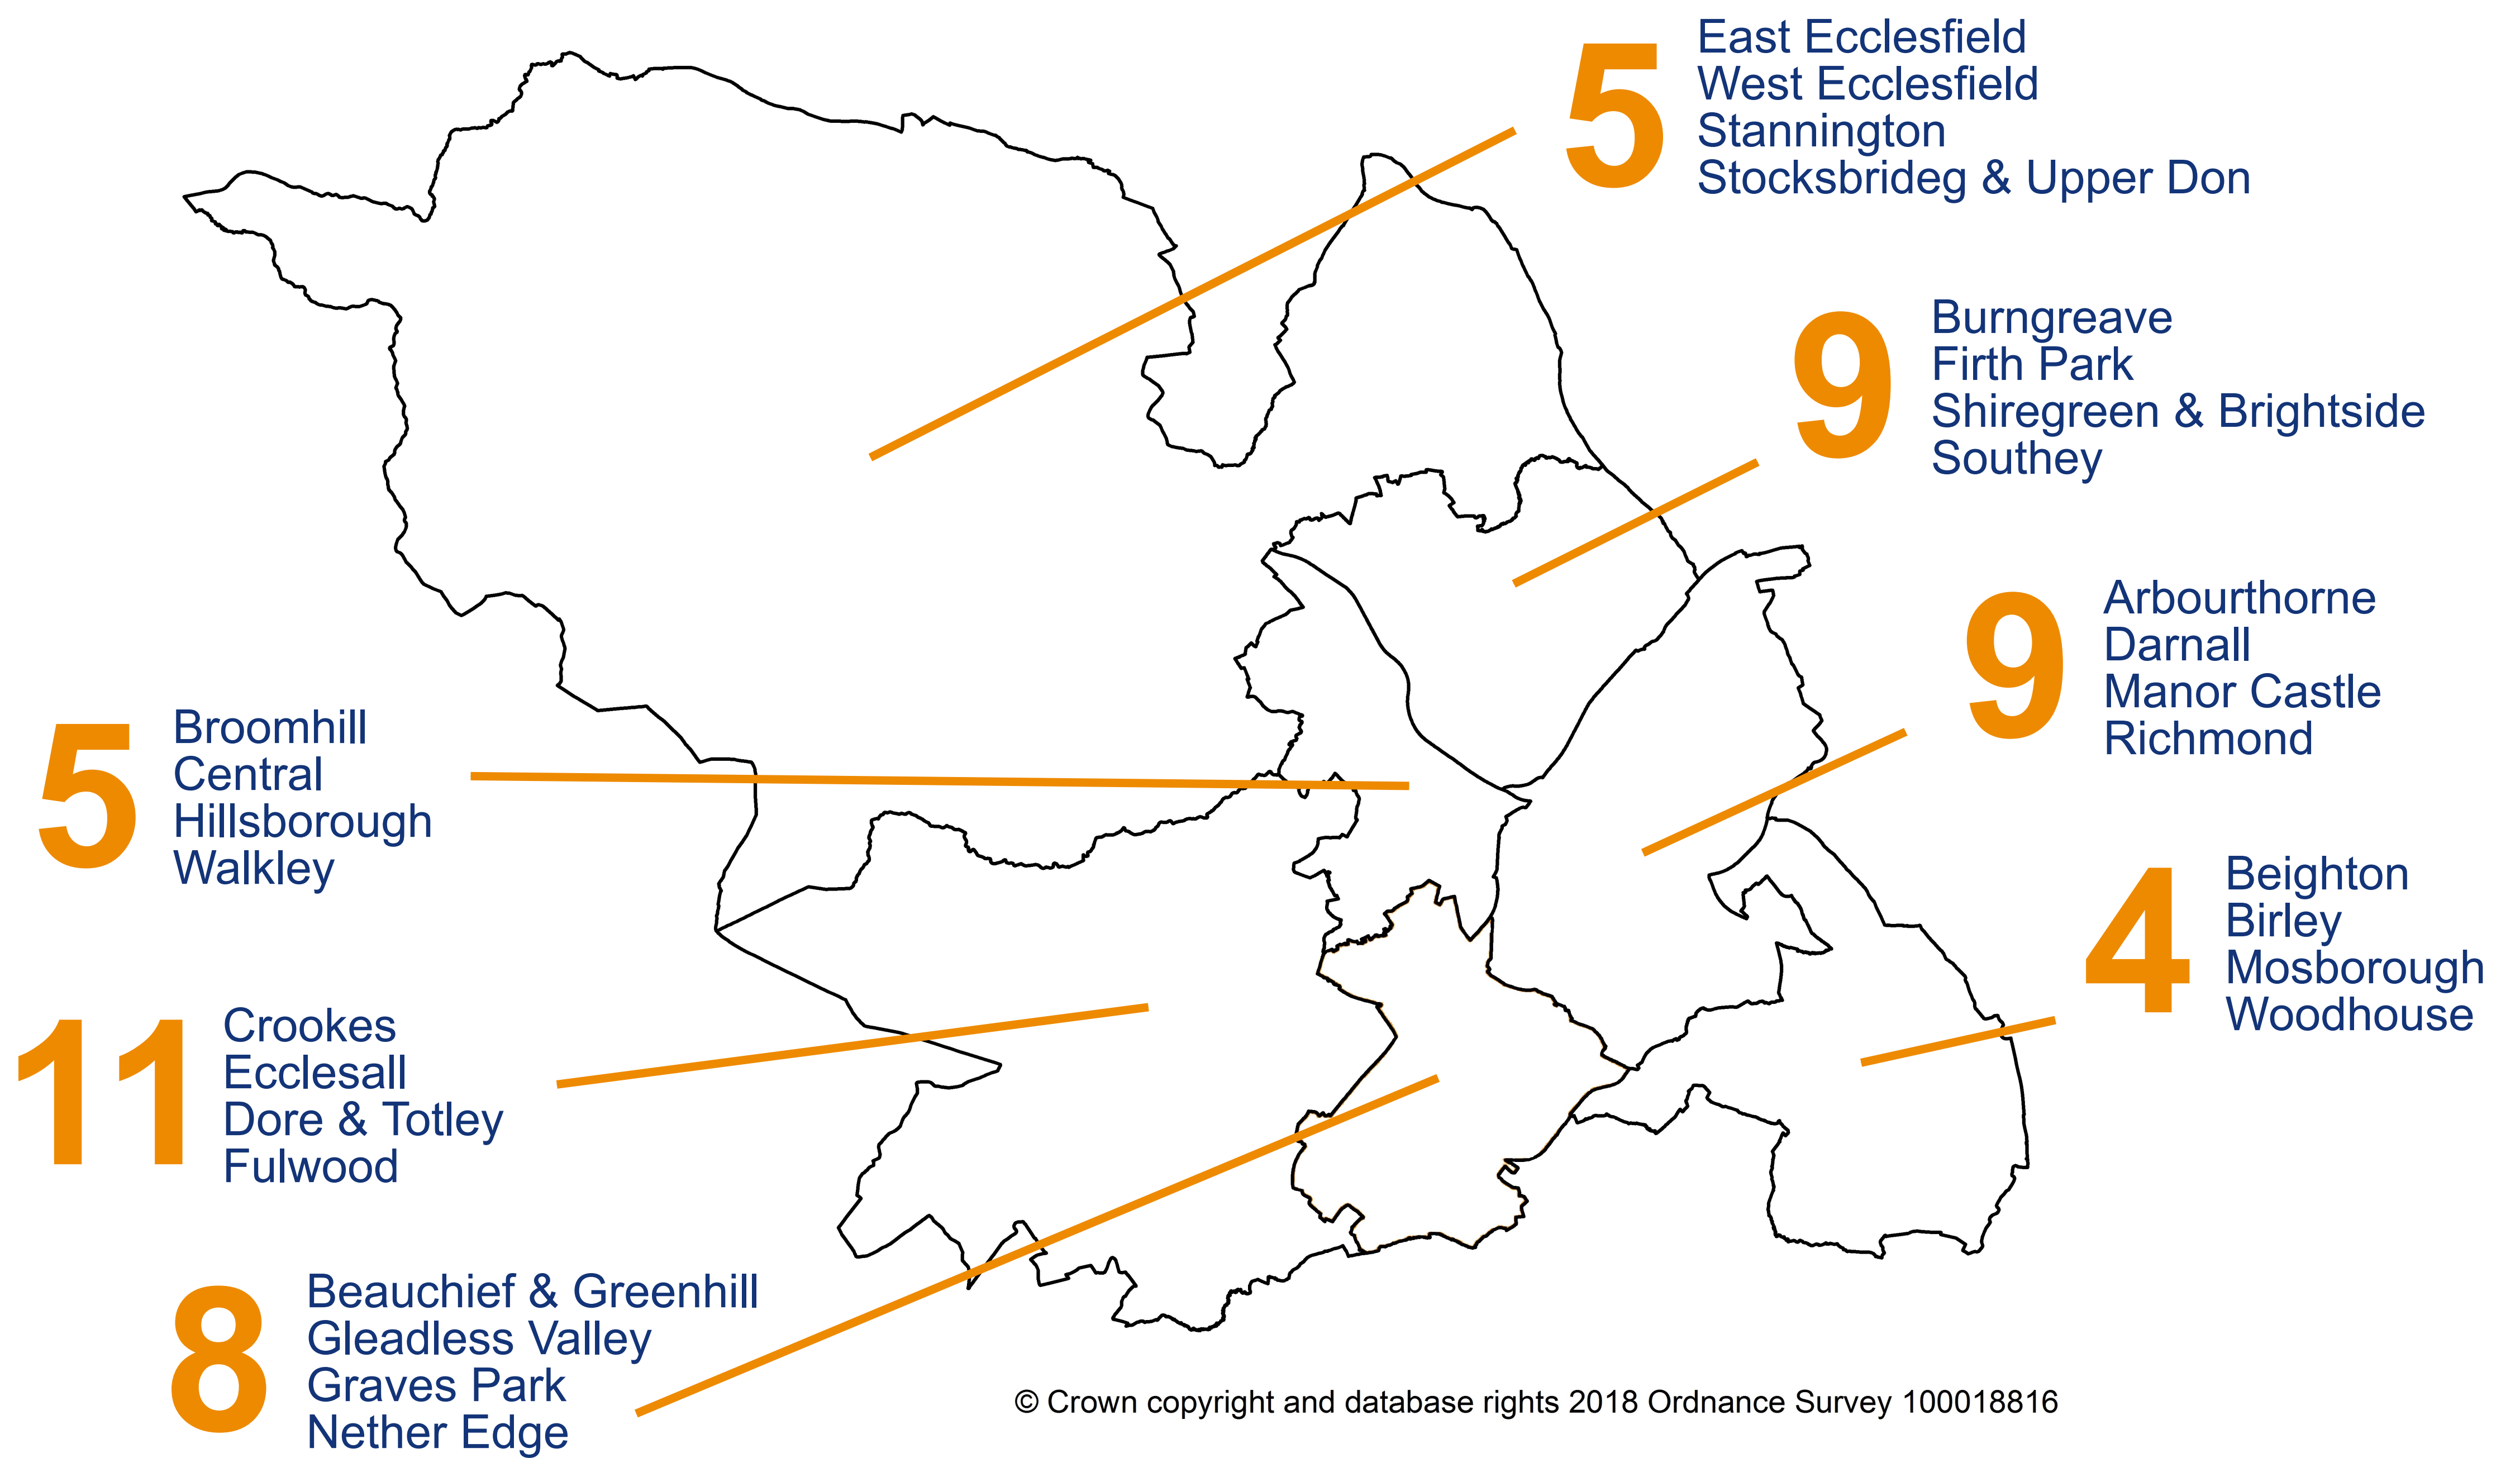 5
East Ecclesfield
West Ecclesfield
Stannington
Stocksbrideg & Upper Don
9
Burngreave
Firth Park
Shiregreen & Brightside
Southey
9
Arbourthorne
Darnall
Manor Castle
Richmond
5
Broomhill
Central
Hillsborough
Walkley
4
Beighton
Birley
Mosborough
Woodhouse
11
Crookes
Ecclesall
Dore & Totley
Fulwood
8
Beauchief & Greenhill
Gleadless Valley
Graves Park
Nether Edge
© Crown copyright and database rights 2018 Ordnance Survey 100018816